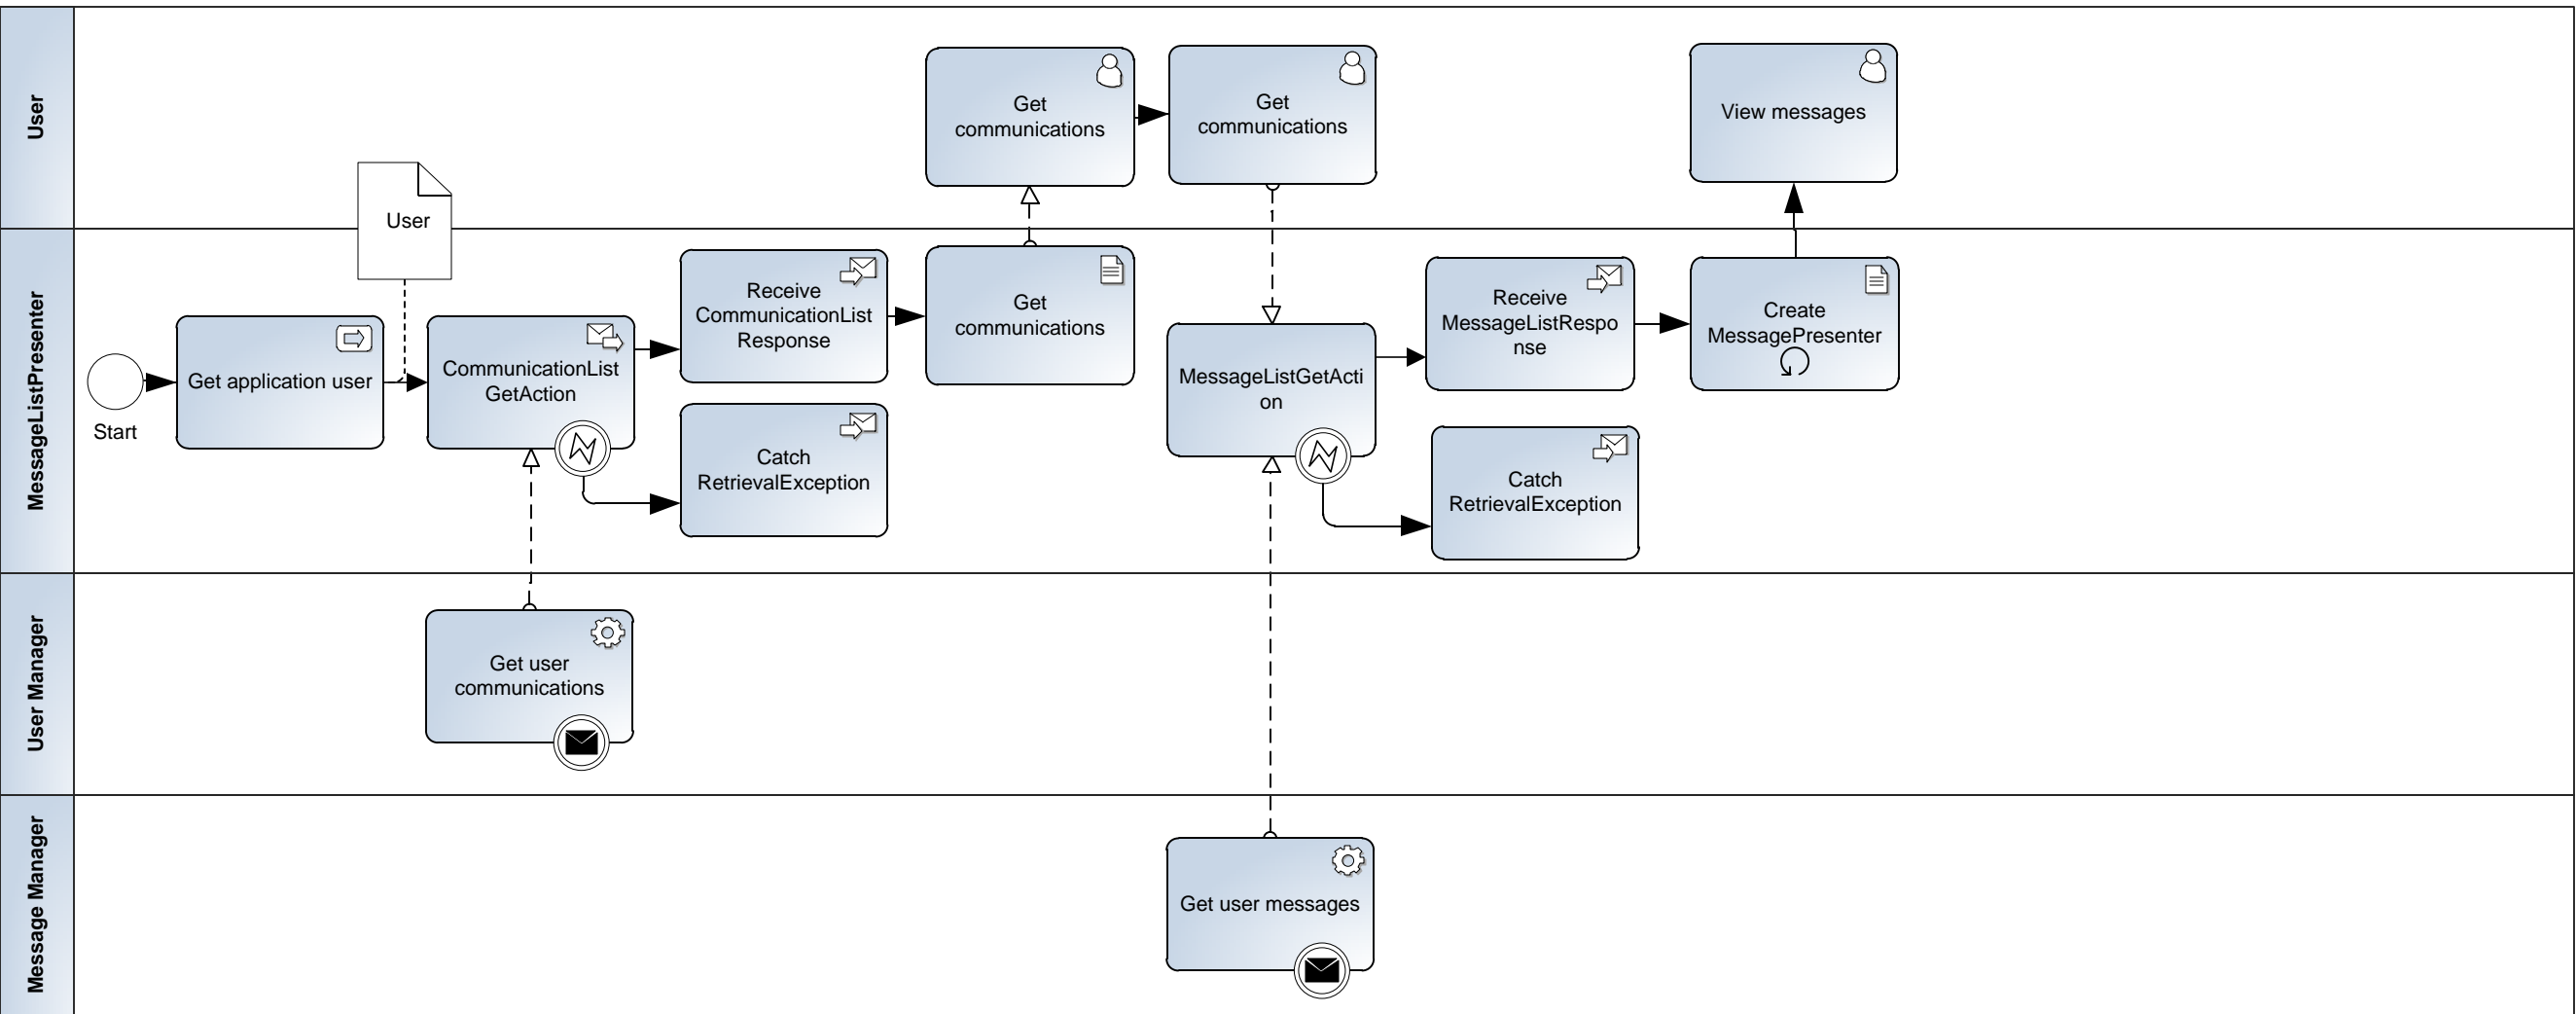 User
Get
communications
Get
communications
View messages
User
MessageListPresenter
Start
Get application user
CommunicationList
GetAction
Receive
CommunicationList
Response
Catch
RetrievalException
Get
communications
MessageListGetActi
on
Receive
MessageListRespo
nse
Catch
RetrievalException
Create
MessagePresenter
User Manager
Get user
communications
Message Manager
Get user messages